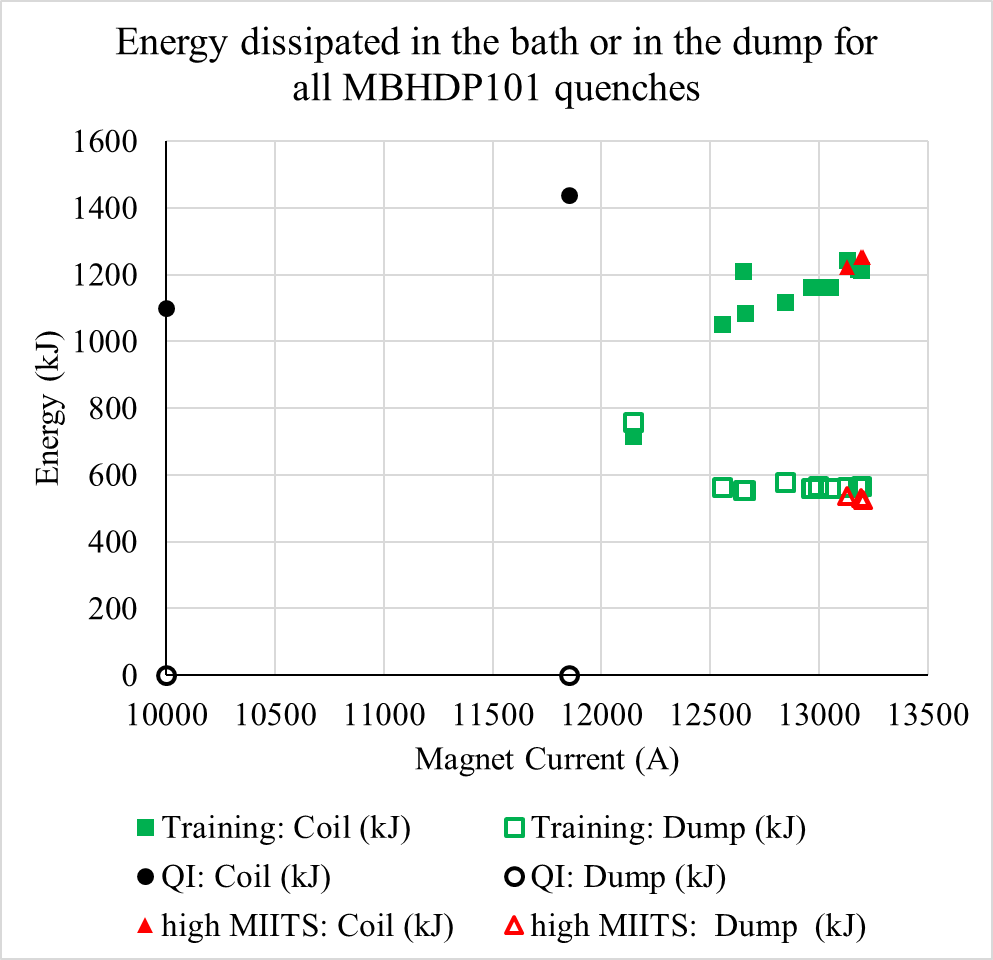 Energy dissipated in the bath or in the dump for
all MBHDP101 quenches
1600
1400
1200
1000
800
600
400
200
0
Energy (kJ)
10000 10500 11000 11500 12000 12500 13000 13500
Magnet Current (A)
Training: Coil (kJ) Training: Dump (kJ)
QI: Coil (kJ) QI: Dump (kJ)
high MIITS: Coil (kJ) high MIITS:  Dump  (kJ)